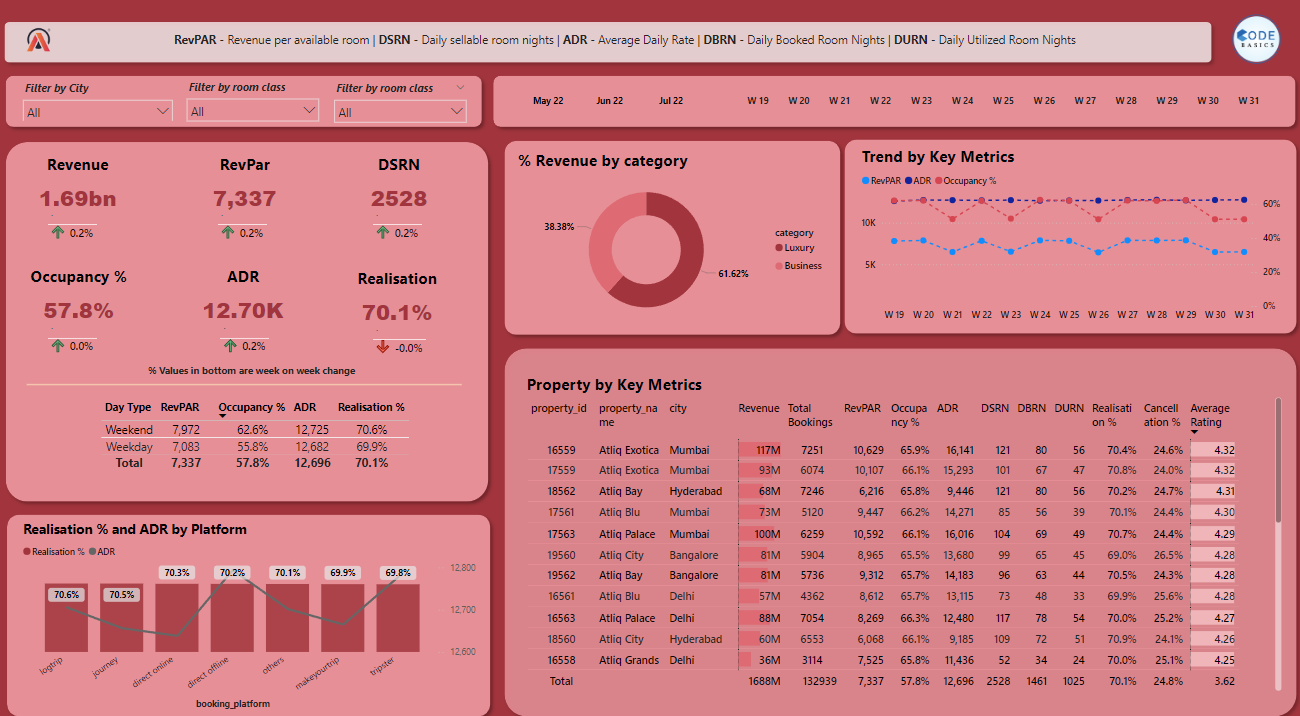 RevPAR - Revenue per available room | DSRN - Daily sellable room nights | ADR - Average Daily Rate | DBRN - Daily Booked Room Nights | DURN - Daily Utilized Room Nights
CODE
BASICS
Filter by City
All
Filter by room class
All
Filter by room class
All
May 22 Jun 22 Jul 22
W 19 W 20 W 21 W 22 W 23 W 24 W 25 W 26 W 27 W 28 W 29 W 30 W 31
Revenue RevPar DSRN
1.69bn 7,337 2528
0.2% 0.2% 0.2%
Occupancy % ADR Realisation
57.8% 12.70K 70.1%
0.0% 0.2% -0.0%
% Values in bottom are week on week change
Day Type RevPAR Occupancy % ADR Realisation %
Weekend 7,972 62.6% 12,725 70.6%
Weekday 7,083 55.8% 12,682 69.9%
Total 7,337 57.8% 12,696 70.1%
Realisation % and ADR by Platform
Realisation % ADR
70.6% 70.5% 70.3% 70.2% 70.1% 69.9% 69.8%
12,800
12,700
12,600
logtrip journey direct online direct offline others makeyourtrip tripster
booking_platform
% Revenue by category
38.38%
61.62%
category
Luxury
Business
Trend by Key Metrics
RevPAR ADR Occupancy %
10K
5K
60%
40%
20%
0%
W 19 W 20 W 21 W 22 W 23 W 24 W 25 W 26 W 27 W 28 W 29 W 30 W 31
Property by Key Metrics
property_id property_na city Revenue Total RevPAR Occupa ADR DSRN DBRN DURN Realisati Cancell Average
me Bookings ncy % on % ation % Rating
16559 Atliq Exotica Mumbai 117M 7251 10,629 65.9% 16,141 121 80 56 70.4% 24.6% 4.32
17559 Atliq Exotica Mumbai 93M 6074 10,107 66.1% 15,293 101 67 47 70.8% 24.0% 4.32
18562 Atliq Bay Hyderabad 68M 7246 6,216 65.8% 9,446 121 80 56 70.2% 24.7% 4.31
17561 Atliq Blu Mumbai 73M 5120 9,447 66.2% 14,271 85 56 39 70.1% 24.4% 4.30
17563 Atliq Palace Mumbai 100M 6259 10,592 66.1% 16,016 104 69 49 70.7% 24.4% 4.29
19560 Atliq City Bangalore 81M 5904 8,965 65.5% 13,680 99 65 45 69.0% 26.5% 4.28
19562 Atliq Bay Bangalore 81M 5736 9,312 65.7% 14,183 96 63 44 70.5% 24.3% 4.28
16561 Atliq Blu Delhi 57M 4362 8,612 65.7% 13,115 73 48 33 69.9% 25.6% 4.28
16563 Atliq Palace Delhi 88M 7054 8,269 66.3% 12,480 117 78 54 70.0% 25.2% 4.27
18560 Atliq City Hyderabad 60M 6553 6,068 66.1% 9,185 109 72 51 70.9% 24.1% 4.26
16558 Atliq Grands Delhi 36M 3114 7,525 65.8% 11,436 52 34 24 70.0% 25.1% 4.25
Total 1688M 132939 7,337 57.8% 12,696 2528 1461 1025 70.1% 24.8% 3.62